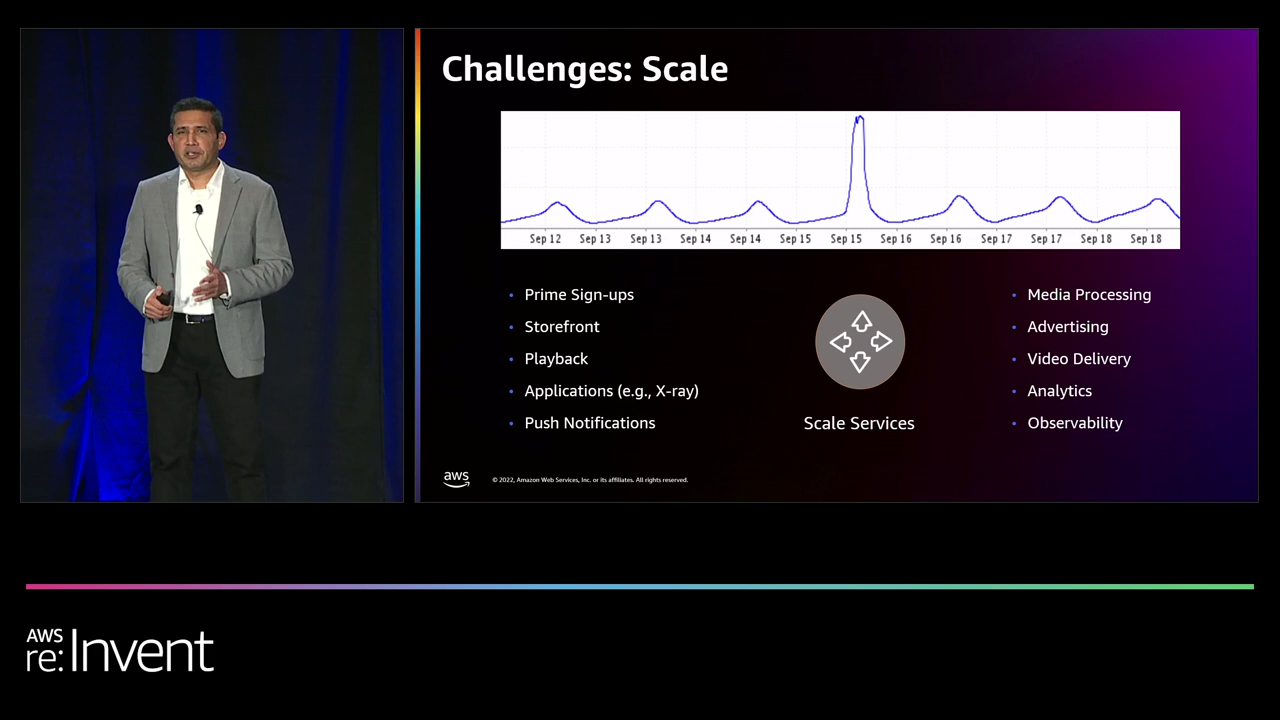 Challenges: Scale
Sep 12 Sep 13 Sep 13 Sep 14 Sep 14 Sep 15 Sep 15 Sep 16 Sep 16 Sep 17 Sep 17 Sep 18 Sep 18
• Prime Sign-ups
• Storefront
• Playback
• Applications (e.g., X-ray)
• Push Notifications
Scale Services
• Media Processing
• Advertising
• Video Delivery
• Analytics
• Observability
aws
© 2022, Amazon Web Services, Inc. or its affiliates. All rights reserved.
AWS
re:Invent